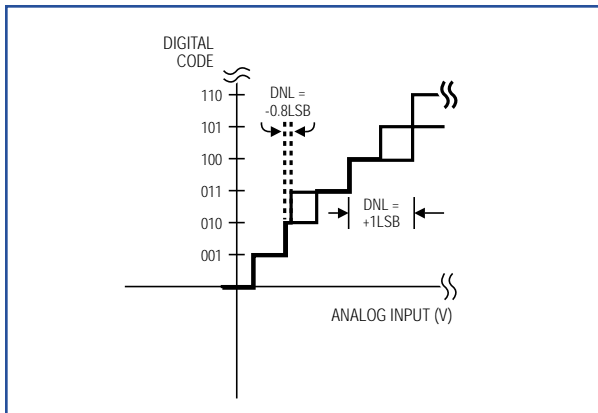 DIGITAL
CODE
110
101
100
011
010
001
DNL =
-0.8LSB
DNL =
+1LSB
ANALOG INPUT (V)